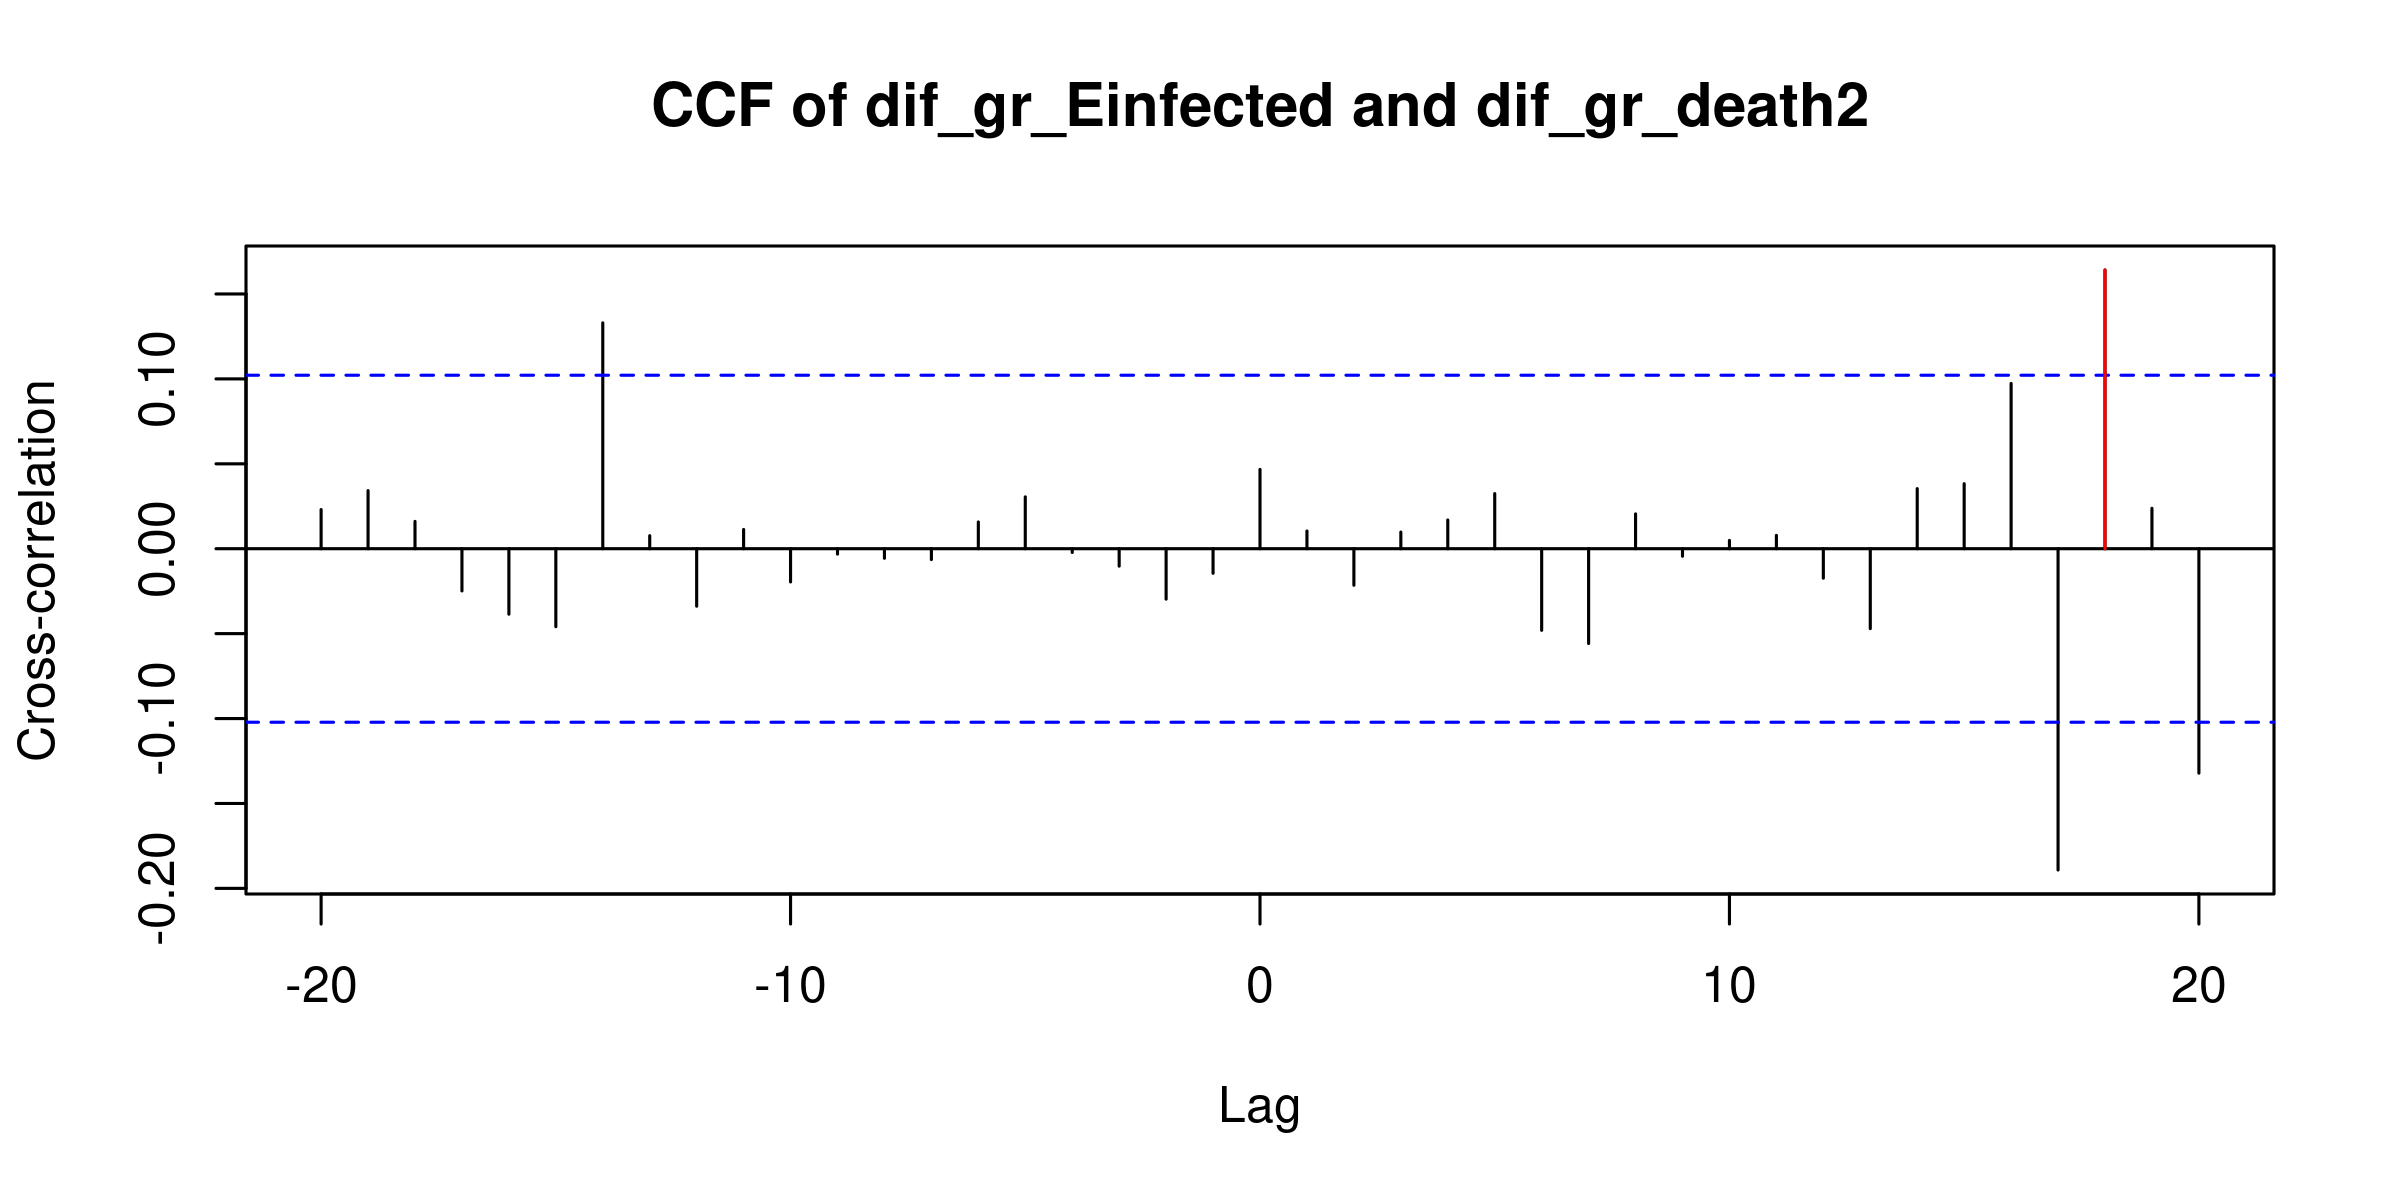 CCF of dif_gr_Einfected and dif_gr_death2
Cross-correlation
0.10
0.00
-0.10
-0.20
-20 -10 0 10 20
Lag